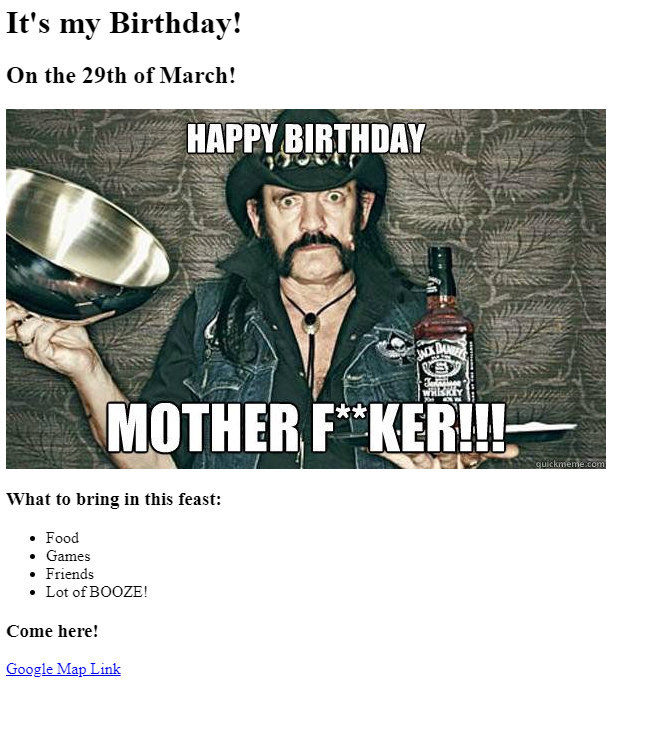 It's my Birthday!
On the 29th of March!
HAPPY BIRTHDAY
JACK DANIEL'S
Tennessee
WHISKEY
MOTHER F**KER!!!
quickmeme.com
What to bring in this feast:
Food
Games
Friends
Lot of BOOZE!
Come here!
Google Map Link